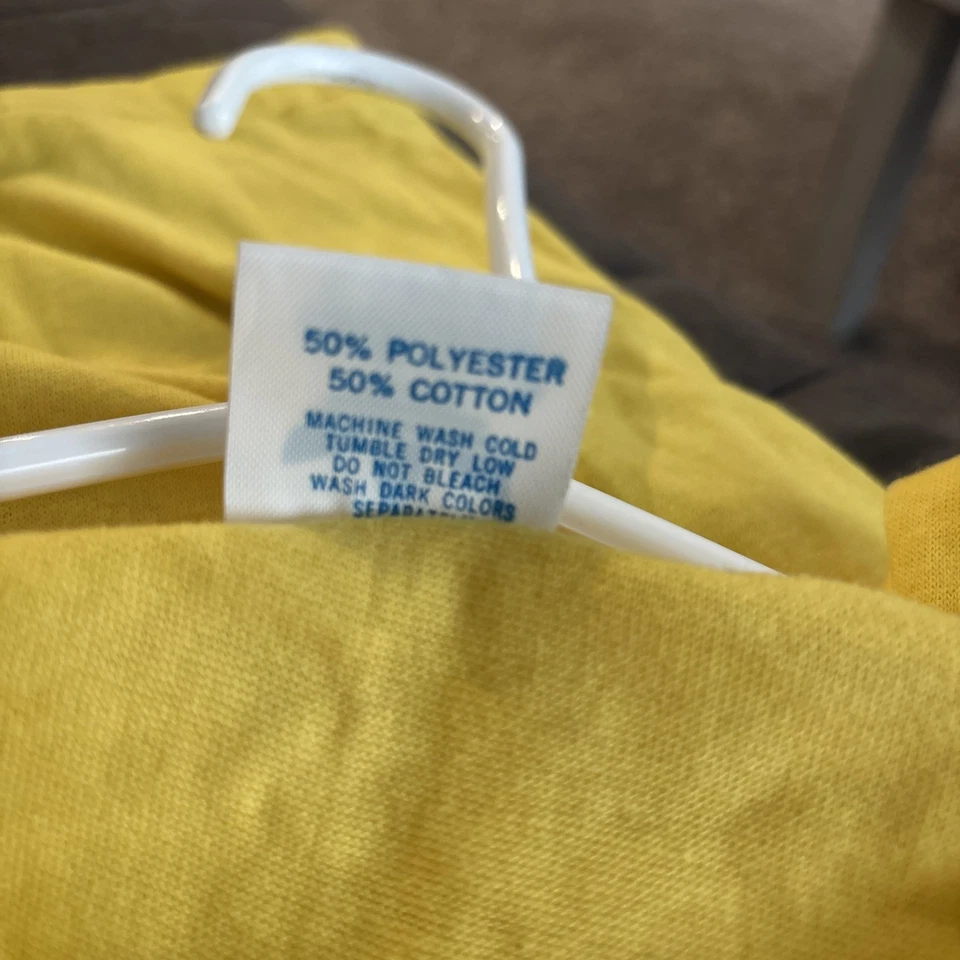 50% POLYESTER
50% COTTON
MACHINE WASH COLD
TUMBLE DRY LOW
DO NOT BLEACH
WASH DARK COLORS